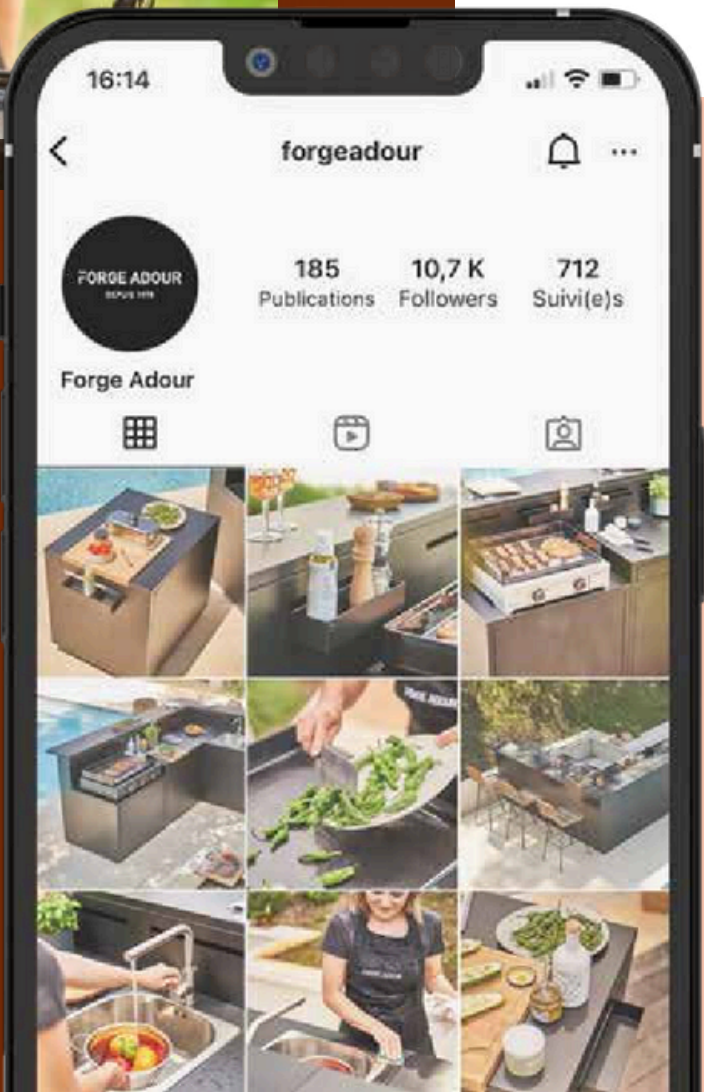 16:14
forgeadour
FORGE ADOUR
185
10,7 K
712
Publications
Followers
Suivi(e)s
Forge Adour